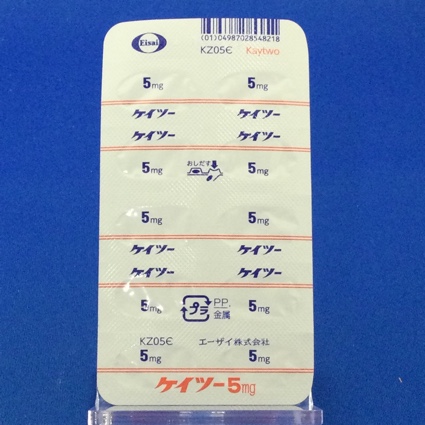 Eisai
(01)04987028548218
KZ05Є Kaytwo
5mg 5mg
ケイツー ケイツー
ケイツー ケイツー
5mg おしだす 5mg
5mg 5mg
ケイツー ケイツー
ケイツー ケイツー
5mg プラ PP. 金属 5mg
KZ05Є エーザイ株式会社
5mg 5mg
ケイツー5mg